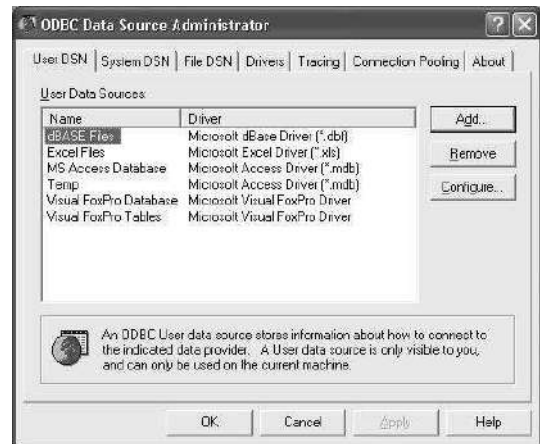 ODBC Data Source Administrator
User DSN System DSN File DSN Drivers Tracing Connection Pooling About
User Data Sources:
Name Driver Add...
dBASE Files Microsoft dBase Driver (*.dbf)
Excel Files Microsoft Excel Driver (*.xls) Remove
MS Access Database Microsoft Access Driver (*.mdb)
Temp Microsoft Access Driver (*.mdb) Configure...
Visual FoxPro Database Microsoft Visual FoxPro Driver
Visual FoxPro Tables Microsoft Visual FoxPro Driver
An ODBC User data source stores information about how to connect to
the indicated data provider. A User data source is only visible to you,
and can only be used on the current machine.
OK Cancel Apply Help